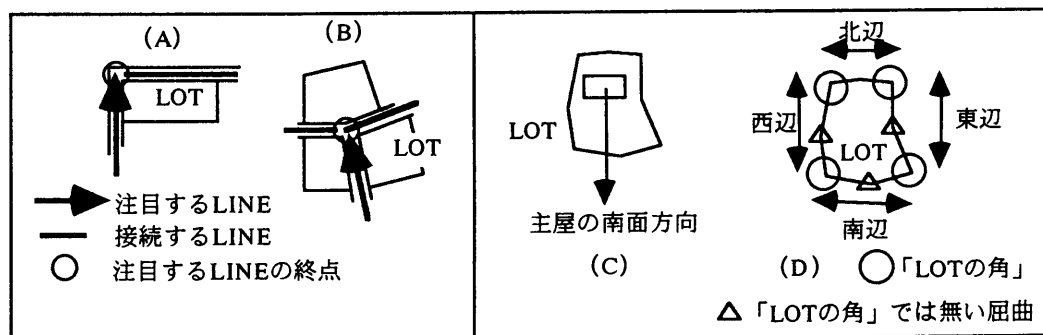 (A)
(B)
LOT
LOT
注目するLINE
接続するLINE
注目するLINEの終点
LOT
主屋の南面方向
(C)
北辺
西辺
東辺
LOT
南辺
(D) 「LOTの角」
「LOTの角」では無い屈曲